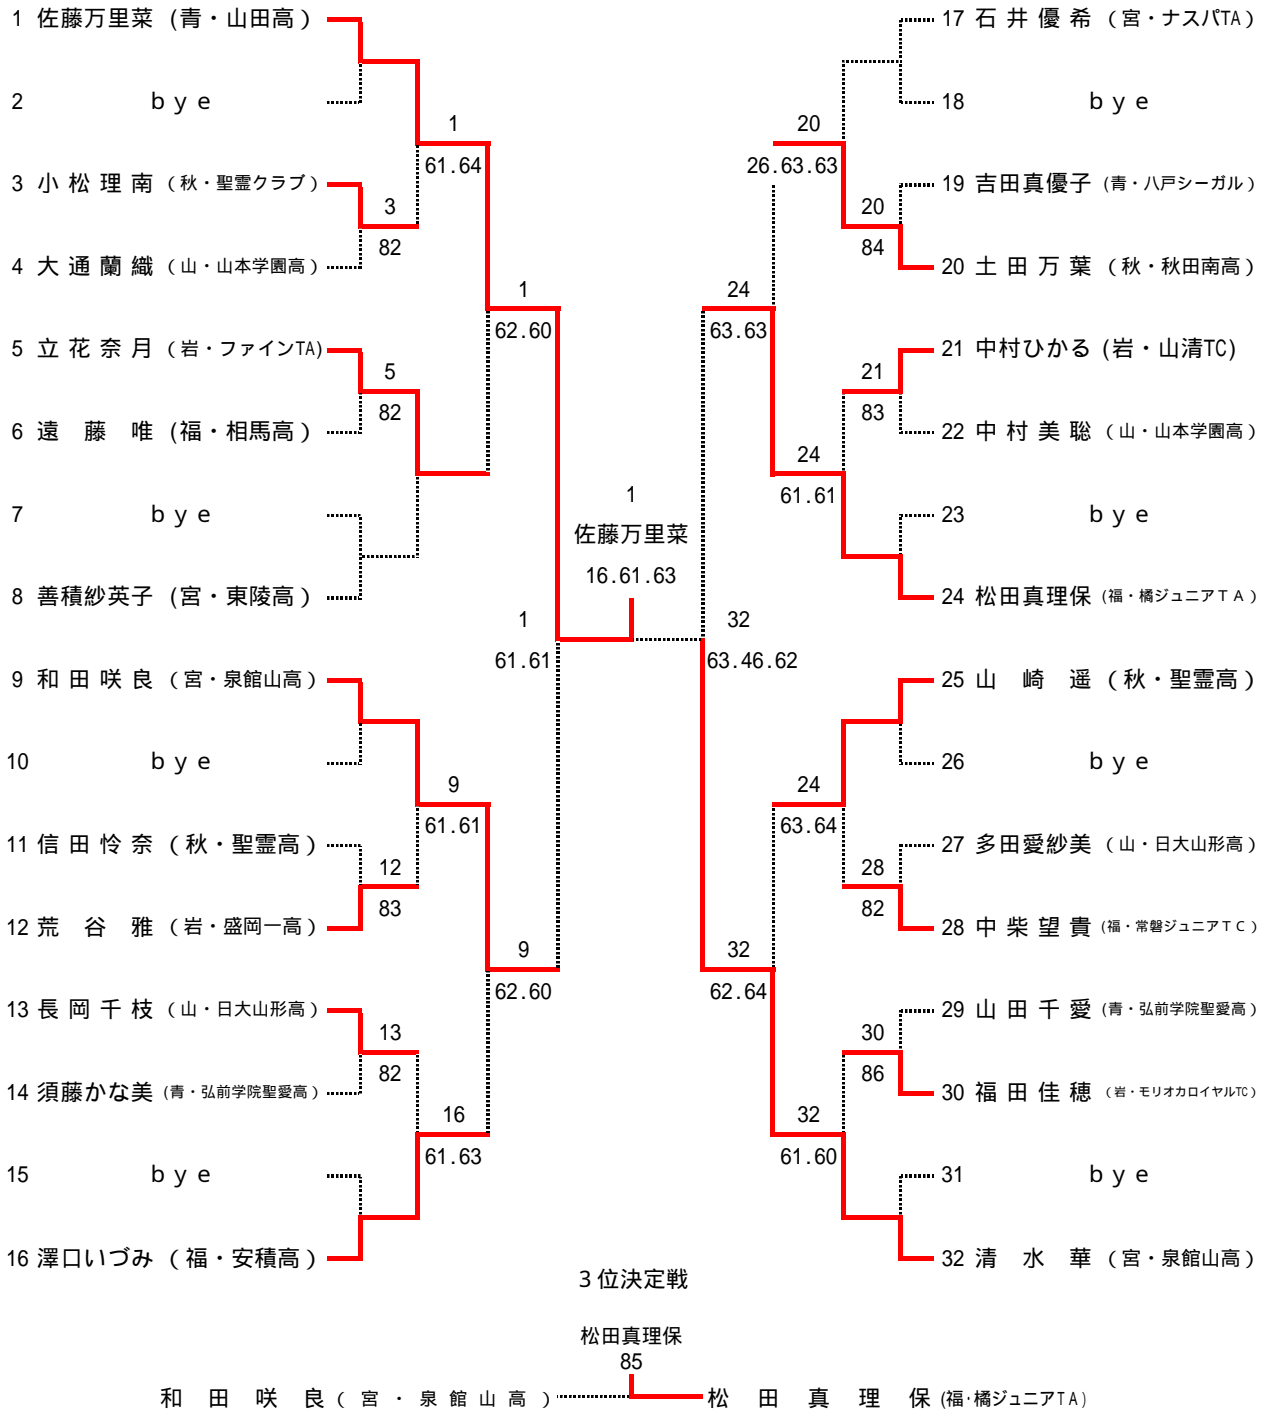 1 佐藤万里菜 (青・山田高)
2 bye
3 小松理南 (秋・聖霊クラブ)
4 大通蘭織 (山・山本学園高)
5 立花奈月 (岩・ファインTA)
6 遠藤唯 (福・相馬高)
7 bye
8 善積紗英子 (宮・東陵高)
9 和田咲良 (宮・泉館山高)
10 bye
11 信田怜奈 (秋・聖霊高)
12 荒谷雅 (岩・盛岡一高)
13 長岡千枝 (山・日大山形高)
14 須藤かな美 (青・弘前学院聖愛高)
15 bye
16 澤口いづみ (福・安積高)
3
82
5
82
12
83
13
82
1
61.64
9
61.61
16
61.63
1
62.60
9
62.60
1
61.61
1
佐藤万里菜
16.61.63
32
63.46.62
24
63.63
32
62.64
20
26.63.63
24
61.61
24
63.64
32
61.60
20
84
21
83
28
82
30
86
17 石井優希 (宮・ナスパTA)
18 bye
19 吉田真優子 (青・八戸シーガル)
20 土田万葉 (秋・秋田南高)
21 中村ひかる (岩・山清TC)
22 中村美聡 (山・山本学園高)
23 bye
24 松田真理保 (福・橘ジュニアTA)
25 山崎遥 (秋・聖霊高)
26 bye
27 多田愛紗美 (山・日大山形高)
28 中柴望貴 (福・常磐ジュニアTC)
29 山田千愛 (青・弘前学院聖愛高)
30 福田佳穂 (岩・モリオカロイヤルTC)
31 bye
32 清水華 (宮・泉館山高)
3位決定戦
松田真理保
85
和田咲良 (宮・泉館山高)
松田真理保 (福・橘ジュニアTA)